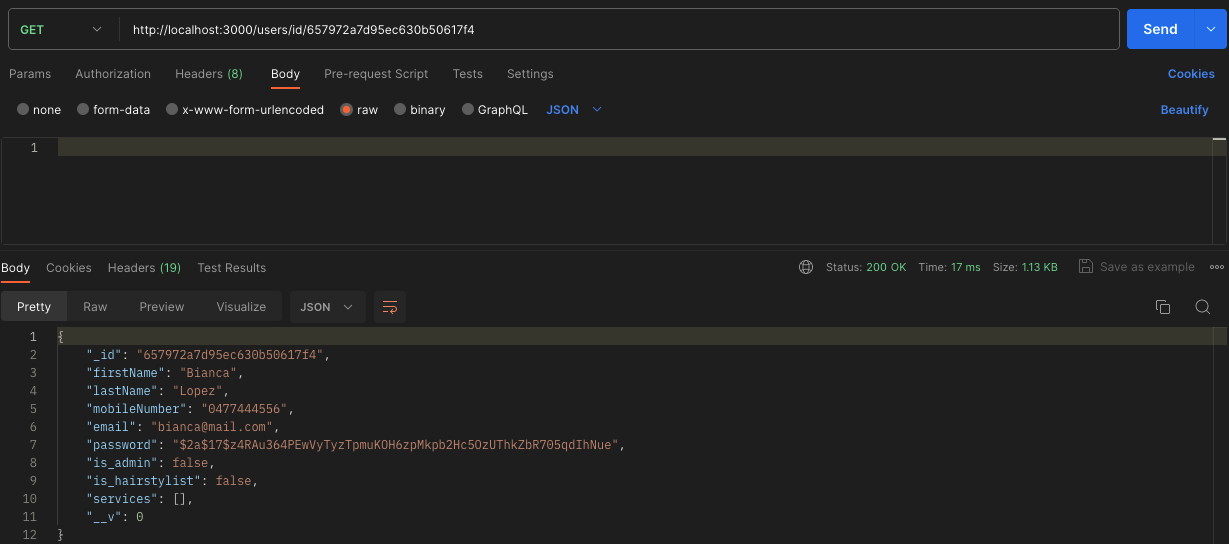 GET http://localhost:3000/users/id/657972a7d95ec630b50617f4 Send
Params Authorization Headers (8) Body Pre-request Script Tests Settings Cookies
none form-data x-www-form-urlencoded raw binary GraphQL JSON Beautify
1
Body Cookies Headers (19) Test Results Status: 200 OK Time: 17 ms Size: 1.13 KB Save as example
Pretty Raw Preview Visualize JSON
1 {
2 "_id": "657972a7d95ec630b50617f4",
3 "firstName": "Bianca",
4 "lastName": "Lopez",
5 "mobileNumber": "0477444556",
6 "email": "bianca@mail.com",
7 "password": "$2a$17$z4RAu364PEwVyTyzTpmuKOH6zpMkpb2Hc5OzUThkZbR705qdIhNue",
8 "is_admin": false,
9 "is_hairstylist": false,
10 "services": [],
11 "__v": 0
12 }